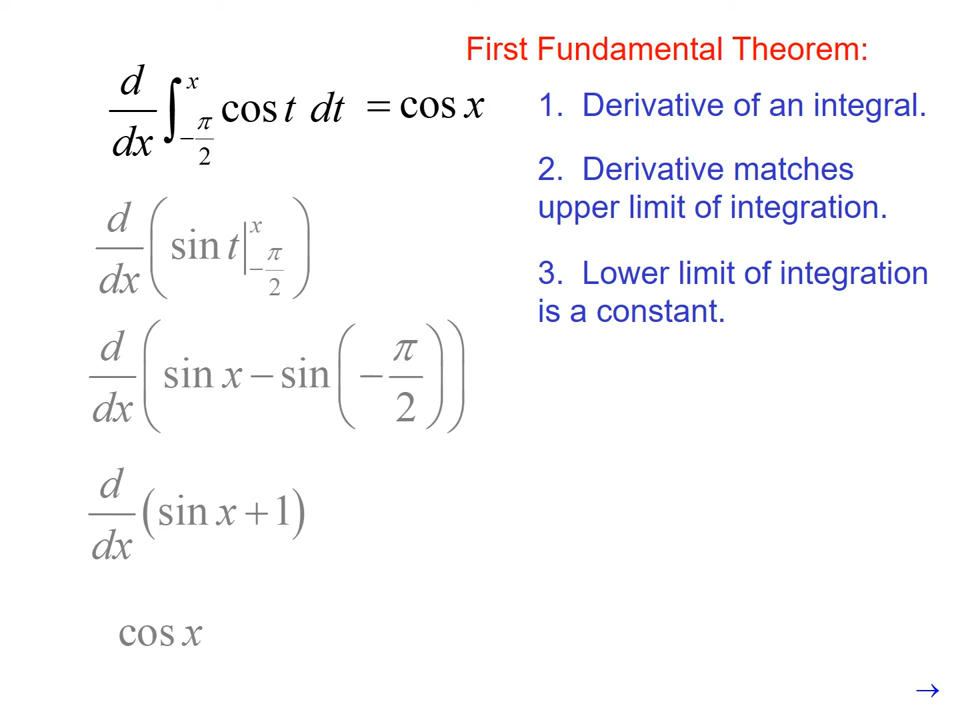 First Fundamental Theorem:
d/dx ∫_{-π/2}^{x} cos t dt = cos x
1. Derivative of an integral.
2. Derivative matches
upper limit of integration.
d/dx ( sin t |_{-π/2}^{x} )
3. Lower limit of integration
is a constant.
d/dx ( sin x − sin ( −π/2 ) )
d/dx ( sin x + 1 )
cos x
→